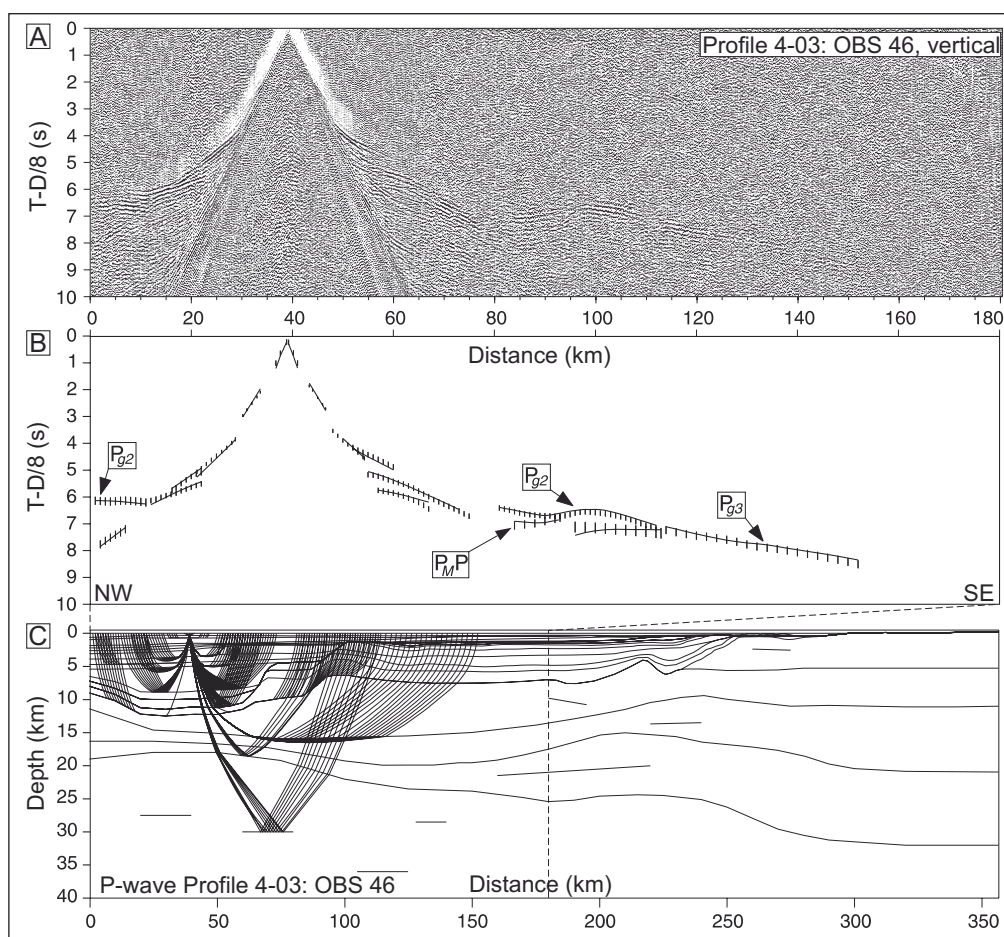 A
Profile 4-03: OBS 46, vertical
T-D/8 (s)
0
1
2
3
4
5
6
7
8
9
10
0 20 40 60 80 100 120 140 160 180
Distance (km)
B
T-D/8 (s)
0
1
2
3
4
5
6
7
8
9
10
Pg2
Pg2
Pg3
PMP
NW SE
C
Depth (km)
0
5
10
15
20
25
30
35
40
P-wave Profile 4-03: OBS 46
Distance (km)
0 50 100 150 200 250 300 350